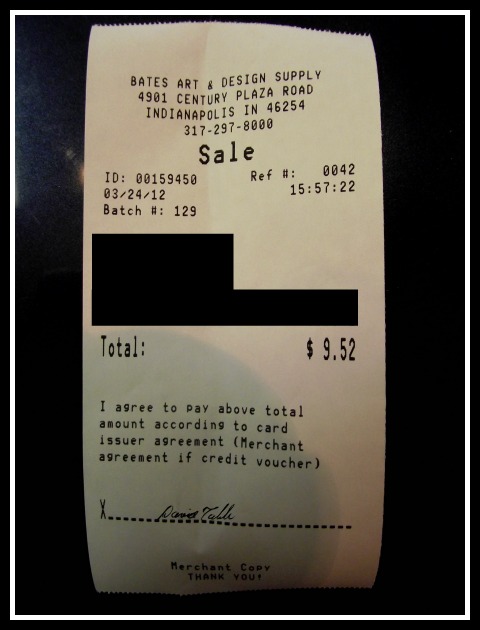 BATES ART & DESIGN SUPPLY
4901 CENTURY PLAZA ROAD
INDIANAPOLIS IN 46254
317-297-8000
Sale
ID: 00159450 Ref #: 0042
03/24/12 15:57:22
Batch #: 129
Total: $ 9.52
I agree to pay above total
amount according to card
issuer agreement (Merchant
agreement if credit voucher)
X
Merchant Copy
THANK YOU!